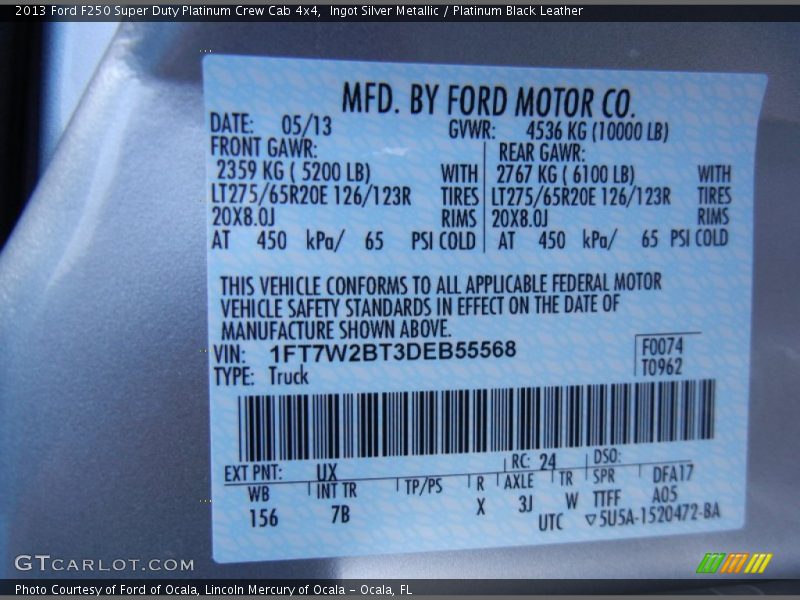 2013 Ford F250 Super Duty Platinum Crew Cab 4x4, Ingot Silver Metallic / Platinum Black Leather
MFD. BY FORD MOTOR CO.
DATE: 05/13 GVWR: 4536 KG (10000 LB)
FRONT GAWR: REAR GAWR:
2359 KG ( 5200 LB) WITH 2767 KG ( 6100 LB) WITH
LT275/65R20E 126/123R TIRES LT275/65R20E 126/123R TIRES
20X8.0J RIMS 20X8.0J RIMS
AT 450 kPa/ 65 PSI COLD AT 450 kPa/ 65 PSI COLD
THIS VEHICLE CONFORMS TO ALL APPLICABLE FEDERAL MOTOR
VEHICLE SAFETY STANDARDS IN EFFECT ON THE DATE OF
MANUFACTURE SHOWN ABOVE.
VIN: 1FT7W2BT3DEB55568 F0074
TYPE: Truck T0962
EXT PNT: UX RC: 24 DSO:
WB INT TR TP/PS R AXLE TR SPR DFA17
156 7B X 3J W TTFF A05
UTC ▽5U5A-1520472-BA
GTCARLOT.COM
Photo Courtesy of Ford of Ocala, Lincoln Mercury of Ocala - Ocala, FL